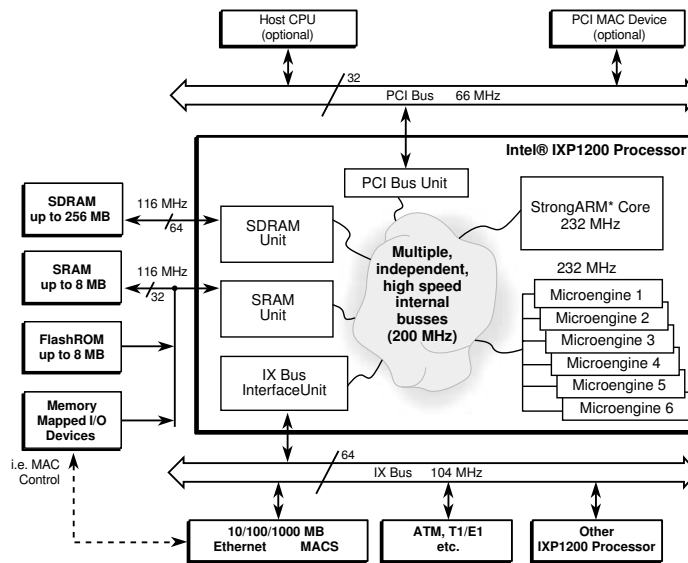 Host CPU
(optional)
PCI MAC Device
(optional)
32
PCI Bus 66 MHz
Intel® IXP1200 Processor
PCI Bus Unit
SDRAM
up to 256 MB
116 MHz
64
SDRAM
Unit
StrongARM* Core
232 MHz
Multiple,
independent,
high speed
internal
busses
(200 MHz)
SRAM
up to 8 MB
116 MHz
32
SRAM
Unit
232 MHz
Microengine 1
Microengine 2
Microengine 3
Microengine 4
Microengine 5
Microengine 6
FlashROM
up to 8 MB
IX Bus
InterfaceUnit
Memory
Mapped I/O
Devices
i.e. MAC
Control
64
IX Bus 104 MHz
10/100/1000 MB
Ethernet MACS
ATM, T1/E1
etc.
Other
IXP1200 Processor